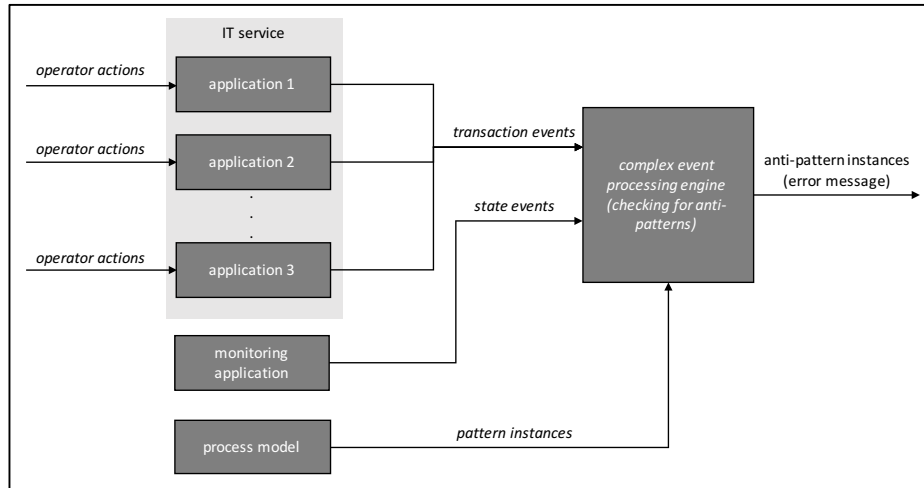 IT service
operator actions
application 1
operator actions
application 2
.
.
.
operator actions
application 3
monitoring
application
process model
transaction events
state events
pattern instances
complex event
processing engine
(checking for anti-
patterns)
anti-pattern instances
(error message)